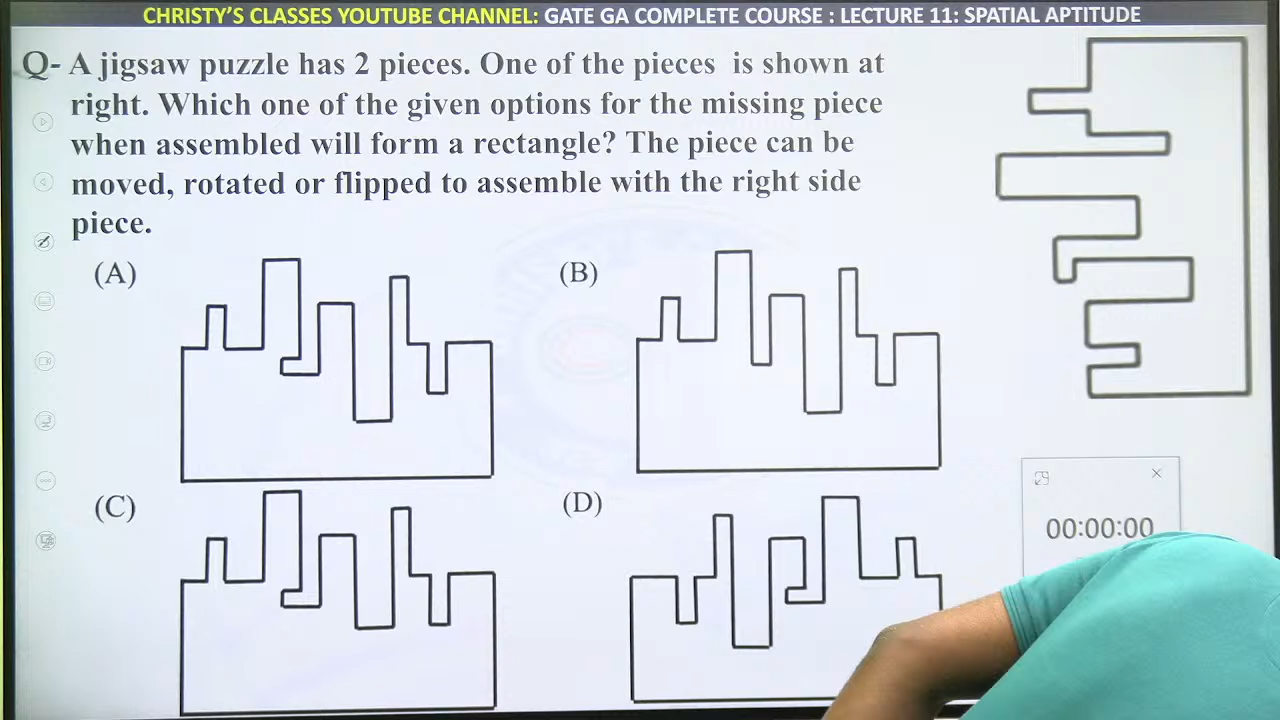 CHRISTY'S CLASSES YOUTUBE CHANNEL: GATE GA COMPLETE COURSE : LECTURE 11: SPATIAL APTITUDE
Q- A jigsaw puzzle has 2 pieces. One of the pieces is shown at
right. Which one of the given options for the missing piece
when assembled will form a rectangle? The piece can be
moved, rotated or flipped to assemble with the right side
piece.
(A)
(B)
(C)
(D)
00:00:00